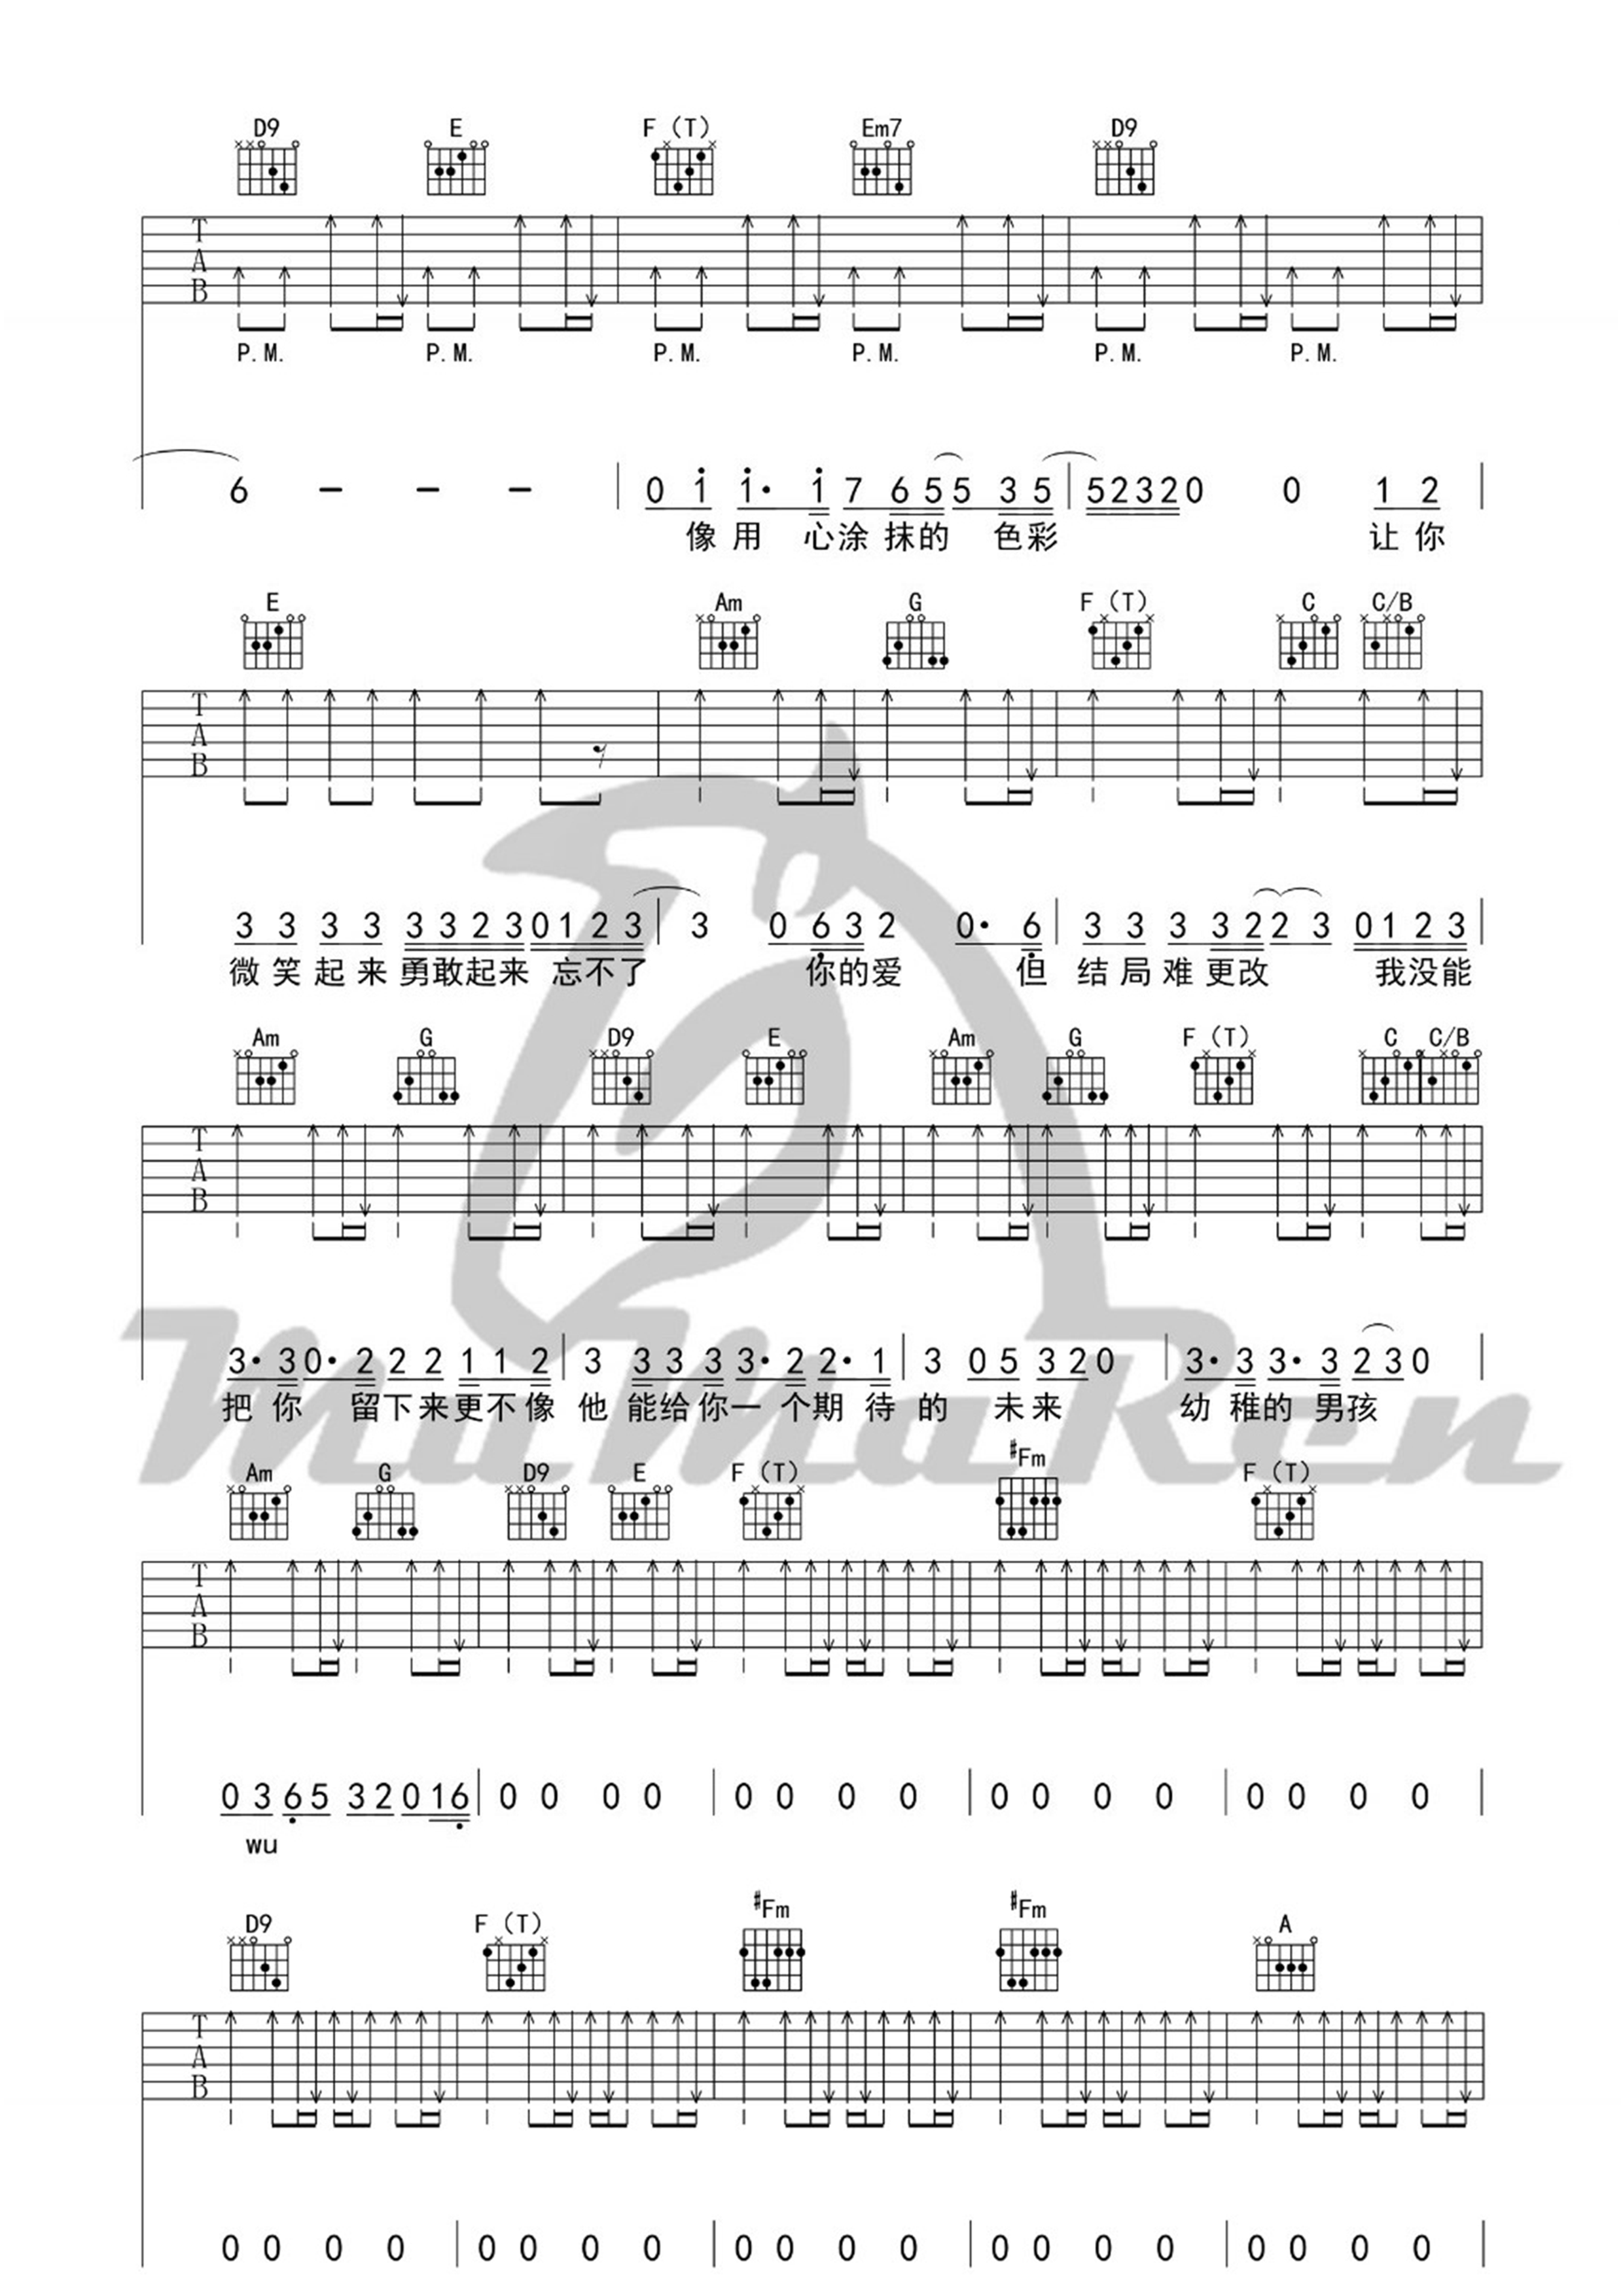 D9 E F（T） Em7 D9
T A B
P.M. P.M. P.M. P.M. P.M. P.M.
6 - - - | 0 1 1· 1 7 6 5 5 3 5 | 5 2 3 2 0 0 1 2 |
像 用 心 涂 抹 的 色 彩 让 你
E Am G F（T） C C/B
T A B
3 3 3 3 3 3 2 3 0 1 2 3 | 3 0 6 3 2 0· 6 | 3 3 3 3 2 2 3 0 1 2 3 |
微 笑 起 来 勇 敢 起 来 忘 不 了 你 的 爱 但 结 局 难 更 改 我 没 能
Am G D9 E Am G F（T） C C/B
T A B
3· 3 0· 2 2 2 1 1 2 | 3 3 3 3 3· 2 2· 1 | 3 0 5 3 2 0 | 3· 3 3· 3 2 3 0 |
把 你 留 下 来 更 不 像 他 能 给 你 一 个 期 待 的 未 来 幼 稚 的 男 孩
MaMaRen
Am G D9 E F（T） #Fm F（T）
T A B
0 3 6 5 3 2 0 1 6 | 0 0 0 0 | 0 0 0 0 | 0 0 0 0 | 0 0 0 0 |
wu
D9 F（T） #Fm #Fm A
T A B
0 0 0 0 | 0 0 0 0 | 0 0 0 0 | 0 0 0 0 | 0 0 0 0 |